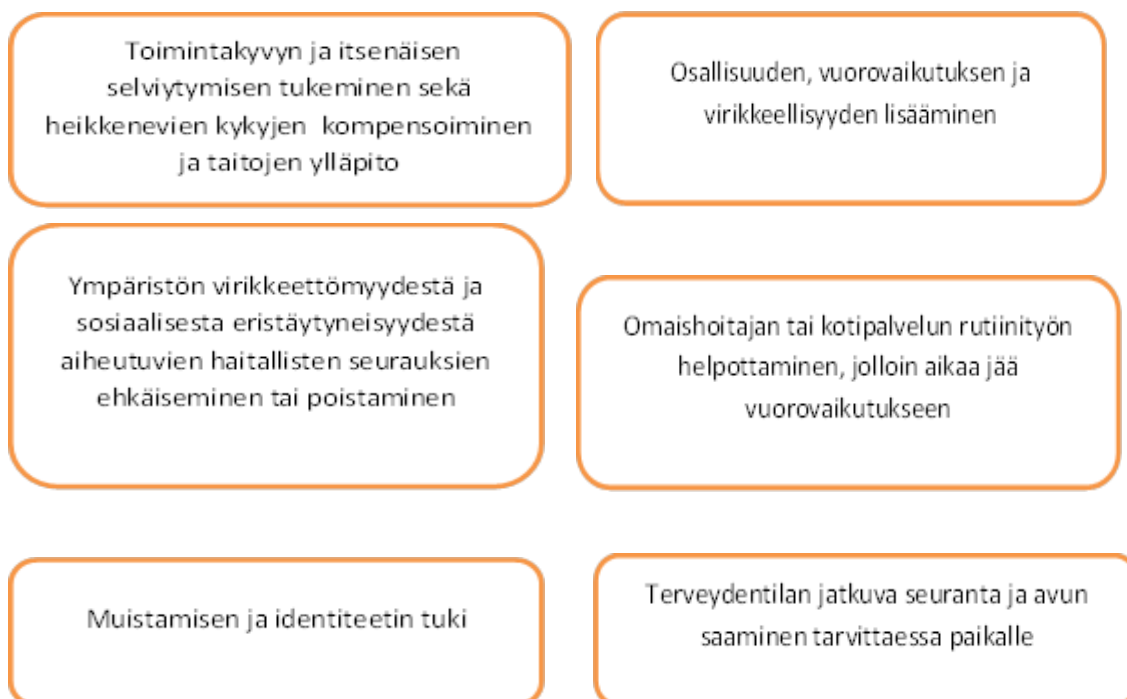 Toimintakyvyn ja itsenäisen
selviytymisen tukeminen sekä
heikkenevien kykyjen kompensoiminen
ja taitojen ylläpito
Osallisuuden, vuorovaikutuksen ja
virikkeellisyyden lisääminen
Ympäristön virikkeettömyydestä ja
sosiaalisesta eristäytyneisyydestä
aiheutuvien haitallisten seurauksien
ehkäiseminen tai poistaminen
Omaishoitajan tai kotipalvelun rutiinityön
helpottaminen, jolloin aikaa jää
vuorovaikutukseen
Muistamisen ja identiteetin tuki
Terveydentilan jatkuva seuranta ja avun
saaminen tarvittaessa paikalle